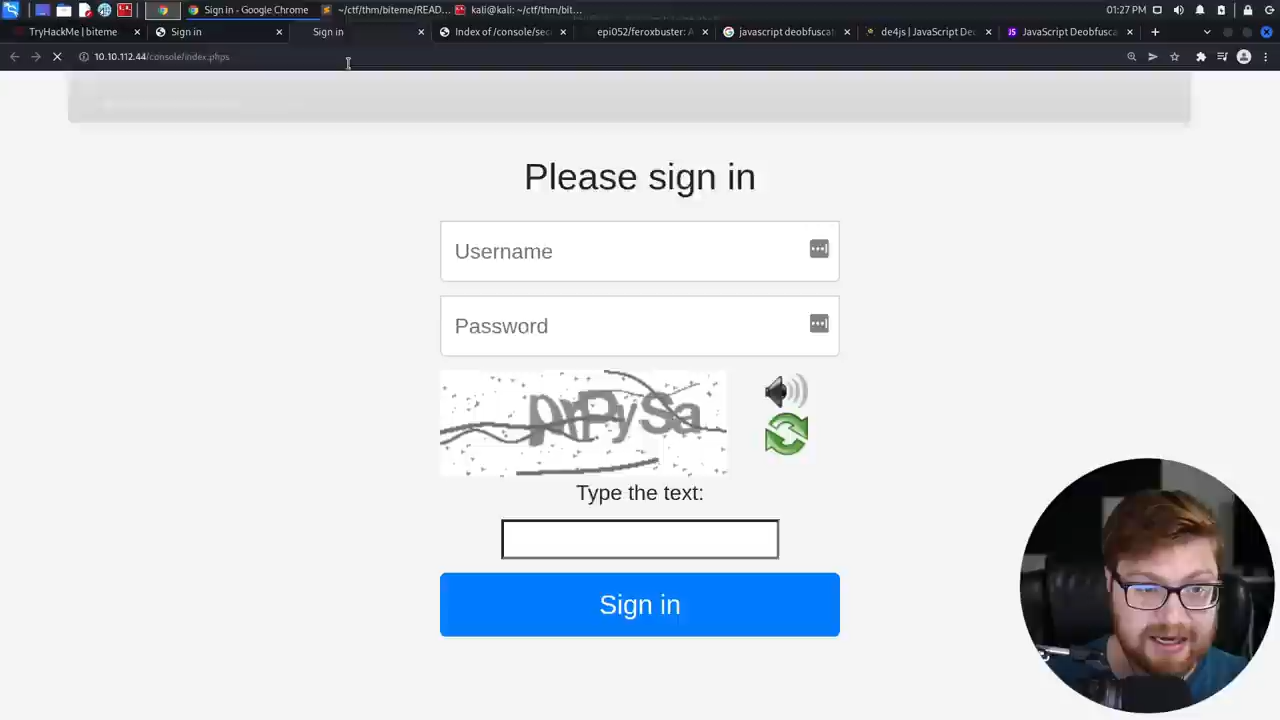 Sign in - Google Chrome
~/ctf/thm/biteme/READ...
kali@kali: ~/ctf/thm/bit...
01:27 PM
TryHackMe | biteme
Sign in
Sign in
Index of /console/sec
epi052/feroxbuster: A
javascript deobfuscat
de4js | JavaScript De
JavaScript Deobfusca
10.10.112.44/console/index.phps
Please sign in
Username
Password
prPySa
Type the text:
Sign in